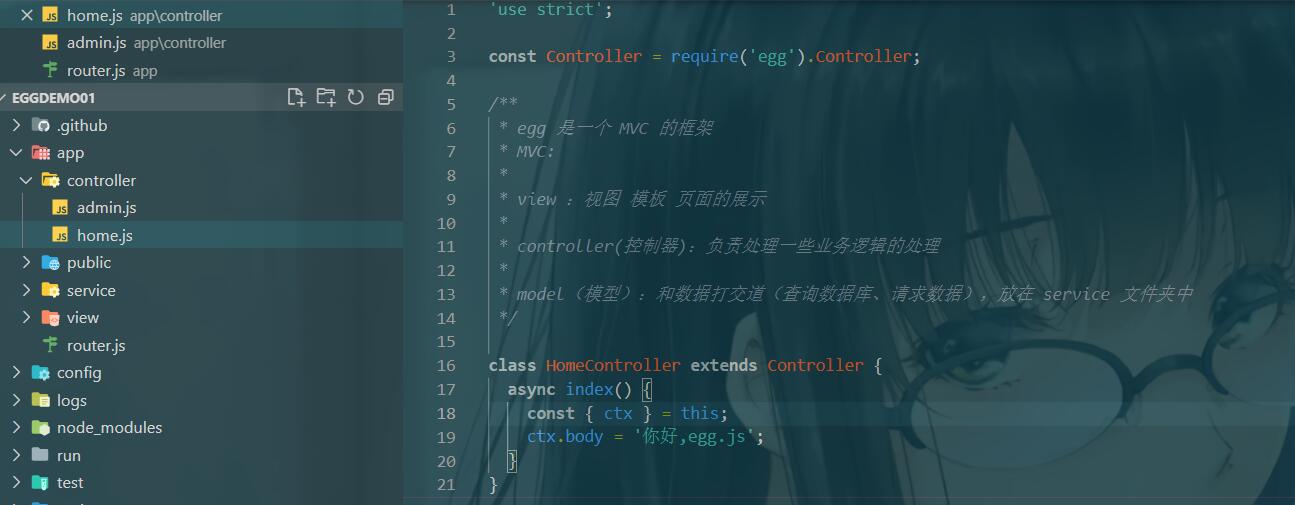 home.js app\controller
admin.js app\controller
router.js app
EGGDEMO01
.github
app
controller
admin.js
home.js
public
service
view
router.js
config
logs
node_modules
run
test
1 'use strict';
2
3 const Controller = require('egg').Controller;
4
5 /**
6 * egg 是一个 MVC 的框架
7 * MVC:
8 *
9 * view : 视图 模板 页面的展示
10 *
11 * controller(控制器): 负责处理一些业务逻辑的处理
12 *
13 * model（模型）: 和数据打交道（查询数据库、请求数据），放在 service 文件夹中
14 */
15
16 class HomeController extends Controller {
17 async index() {
18 const { ctx } = this;
19 ctx.body = '你好,egg.js';
20 }
21 }